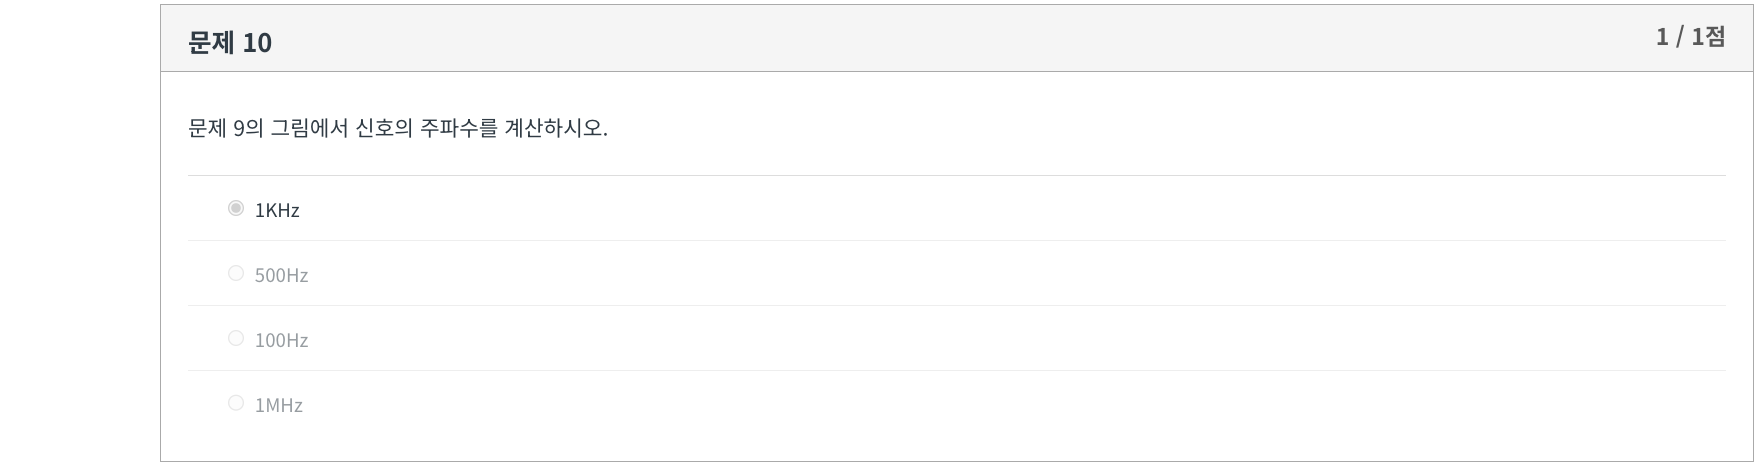 문제 10
1 / 1점
문제 9의 그림에서 신호의 주파수를 계산하시오.
1KHz
500Hz
100Hz
1MHz